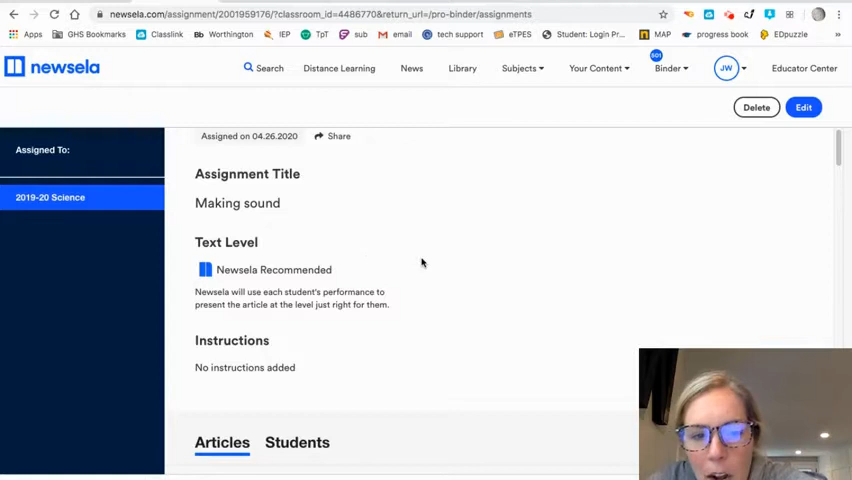 newsela.com/assignment/2001959176/?classroom_id=4486770&return_url=/pro-binder/assignments
Apps GHS Bookmarks Classlink Bb Worthington IEP TpT sub email tech support eTPES Student: Login Pr... MAP progress book EDpuzzle »
newsela Search Distance Learning News Library Subjects Your Content Binder 501 JW Educator Center
Delete Edit
Assigned To:
2019-20 Science
Assigned on 04.26.2020 Share
Assignment Title
Making sound
Text Level
Newsela Recommended
Newsela will use each student's performance to
present the article at the level just right for them.
Instructions
No instructions added
Articles Students